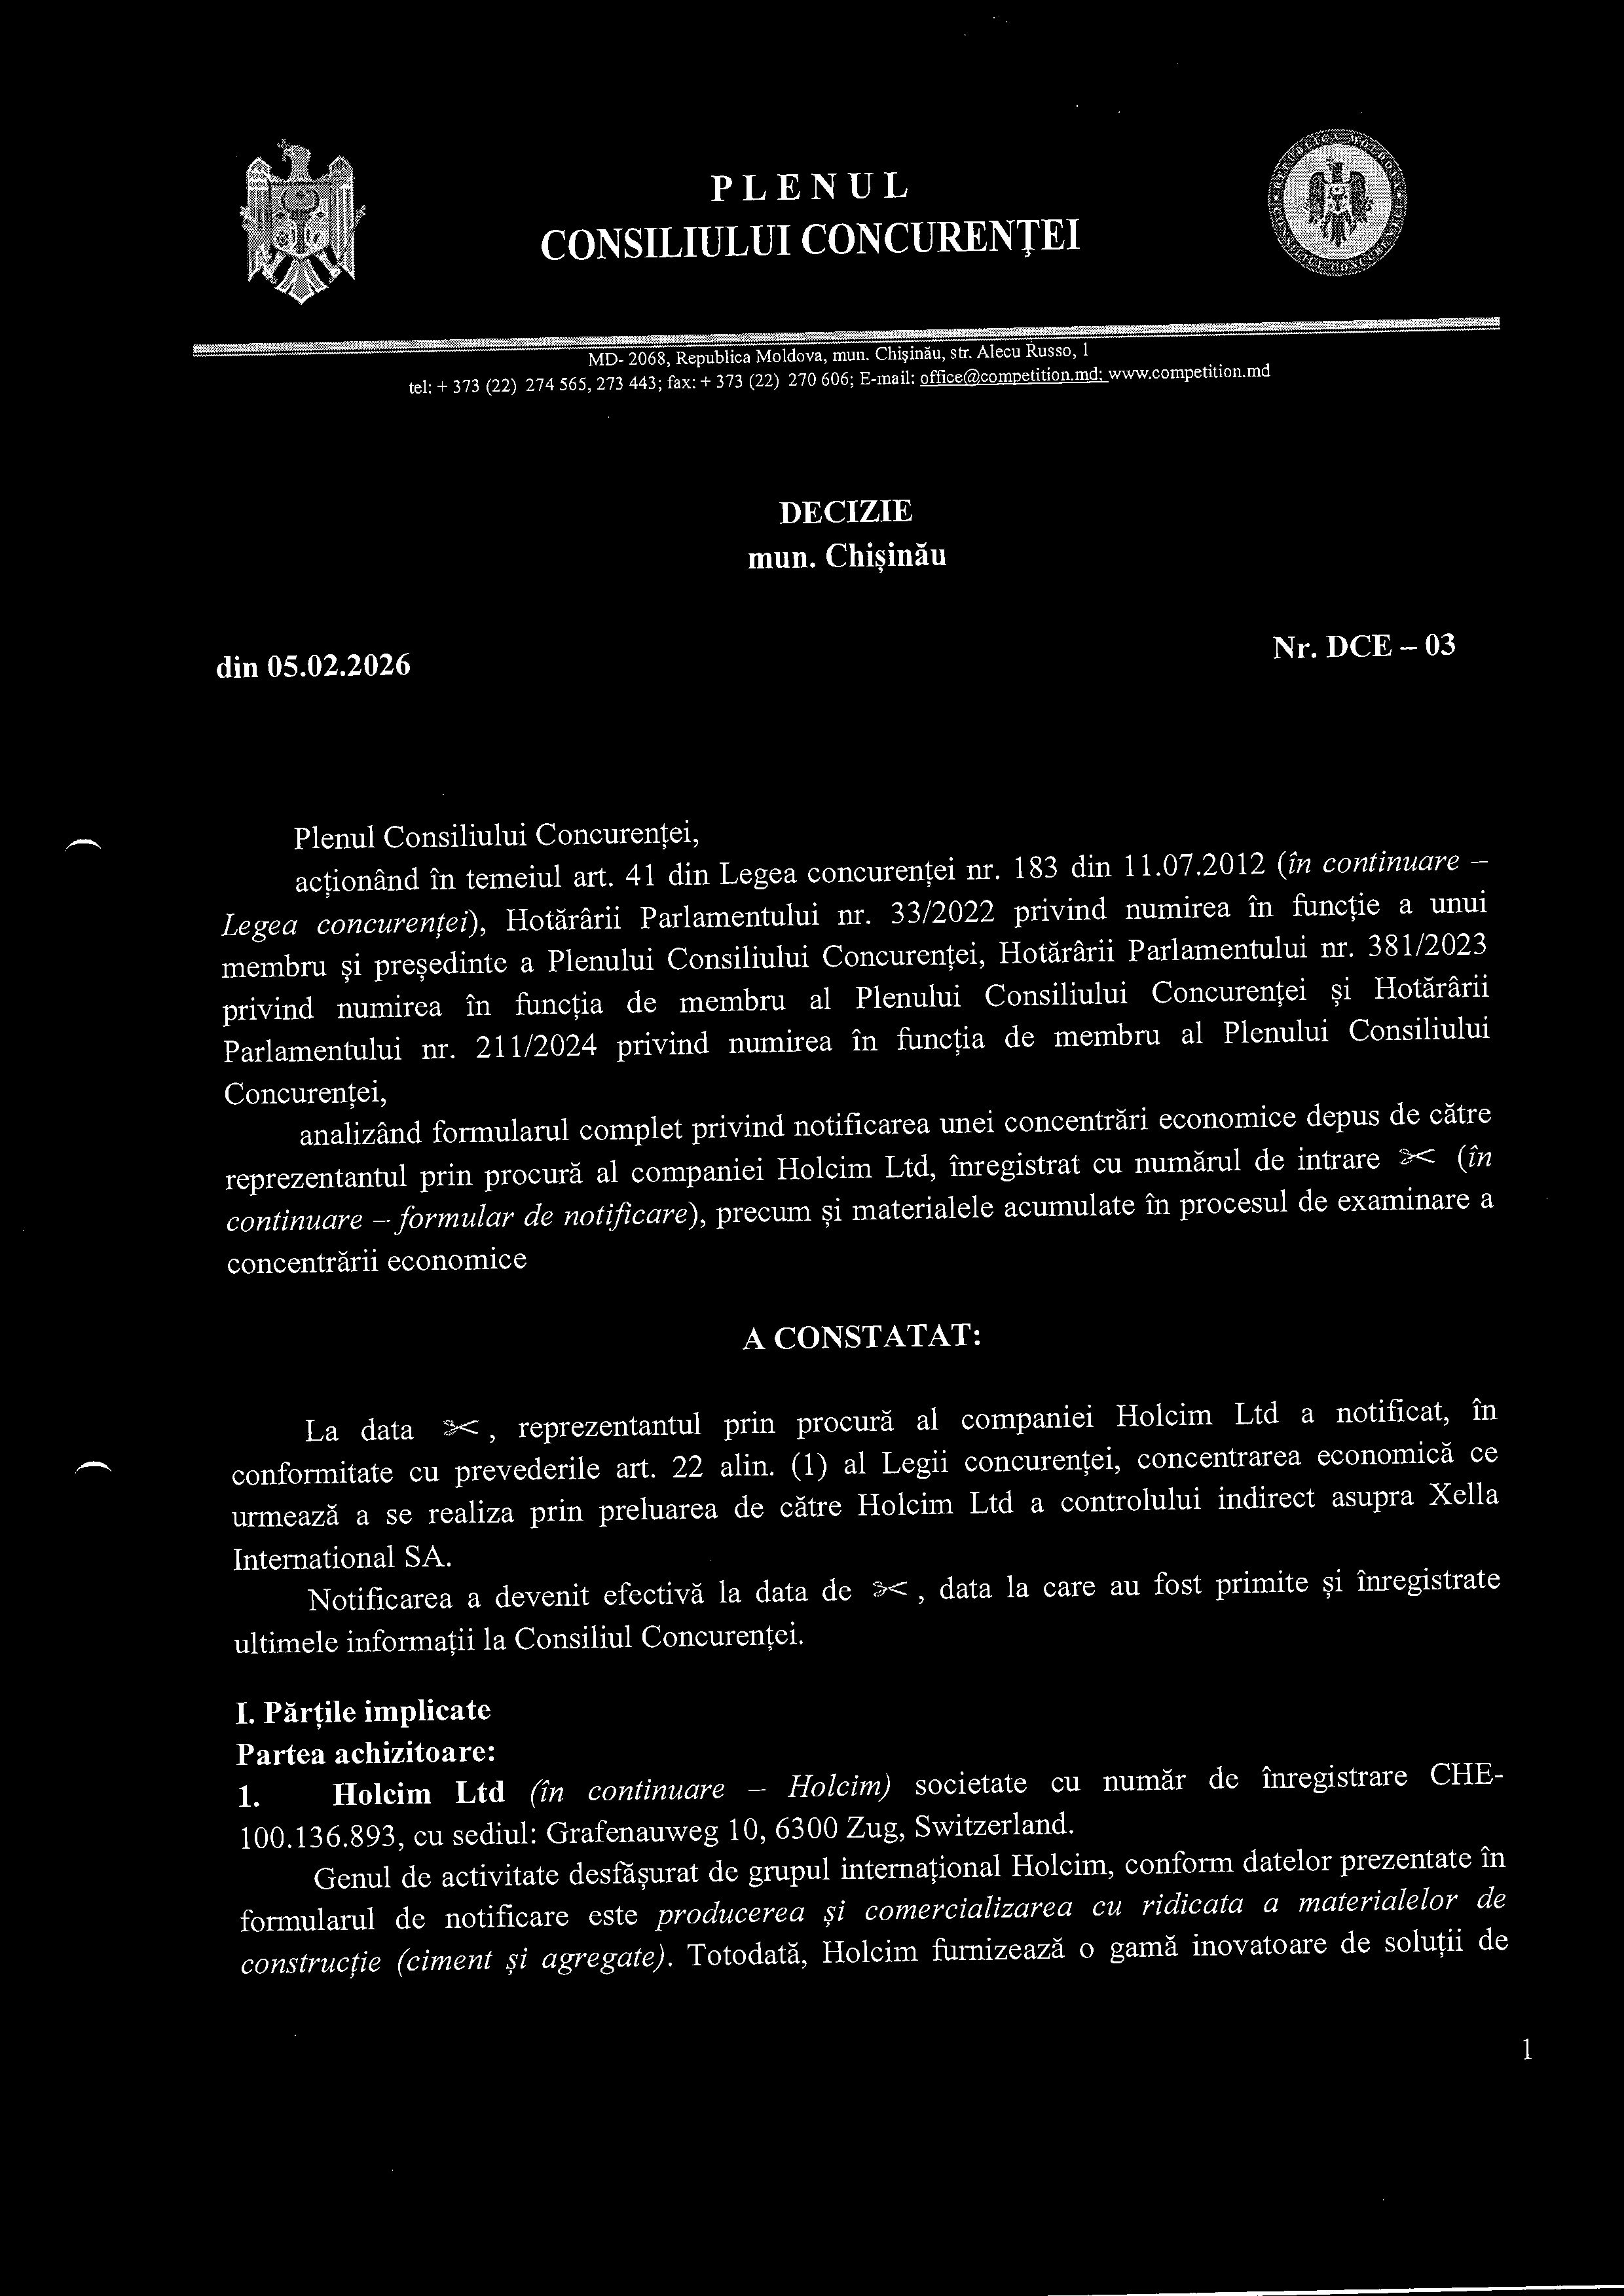 PLENUL
CONSILIULUI CONCURENȚEI
MD- 2068, Republica Moldova, mun. Chişinău, str. Alecu Russo, 1
tel: + 373 (22) 274 565, 273 443; fax: + 373 (22) 270 606; E-mail: office@competition.md; www.competition.md
DECIZIE
mun. Chișinău
din 05.02.2026
Nr. DCE – 03
Plenul Consiliului Concurenței,
acționând în temeiul art. 41 din Legea concurenței nr. 183 din 11.07.2012 (în continuare –
Legea concurenței), Hotărârii Parlamentului nr. 33/2022 privind numirea în funcție a unui
membru și președinte a Plenului Consiliului Concurenței, Hotărârii Parlamentului nr. 381/2023
privind numirea în funcția de membru al Plenului Consiliului Concurenței și Hotărârii
Parlamentului nr. 211/2024 privind numirea în funcția de membru al Plenului Consiliului
Concurenței,
analizând formularul complet privind notificarea unei concentrări economice depus de către
reprezentantul prin procură al companiei Holcim Ltd, înregistrat cu numărul de intrare ✂ (în
continuare – formular de notificare), precum și materialele acumulate în procesul de examinare a
concentrării economice
A CONSTATAT:
La data ✂, reprezentantul prin procură al companiei Holcim Ltd a notificat, în
conformitate cu prevederile art. 22 alin. (1) al Legii concurenței, concentrarea economică ce
urmează a se realiza prin preluarea de către Holcim Ltd a controlului indirect asupra Xella
International SA.
Notificarea a devenit efectivă la data de ✂, data la care au fost primite și înregistrate
ultimele informații la Consiliul Concurenței.
I. Părțile implicate
Partea achizitoare:
1. Holcim Ltd (în continuare – Holcim) societate cu număr de înregistrare CHE-
100.136.893, cu sediul: Grafenauweg 10, 6300 Zug, Switzerland.
Genul de activitate desfășurat de grupul internațional Holcim, conform datelor prezentate în
formularul de notificare este producerea și comercializarea cu ridicata a materialelor de
construcție (ciment și agregate). Totodată, Holcim furnizează o gamă inovatoare de soluții de
1